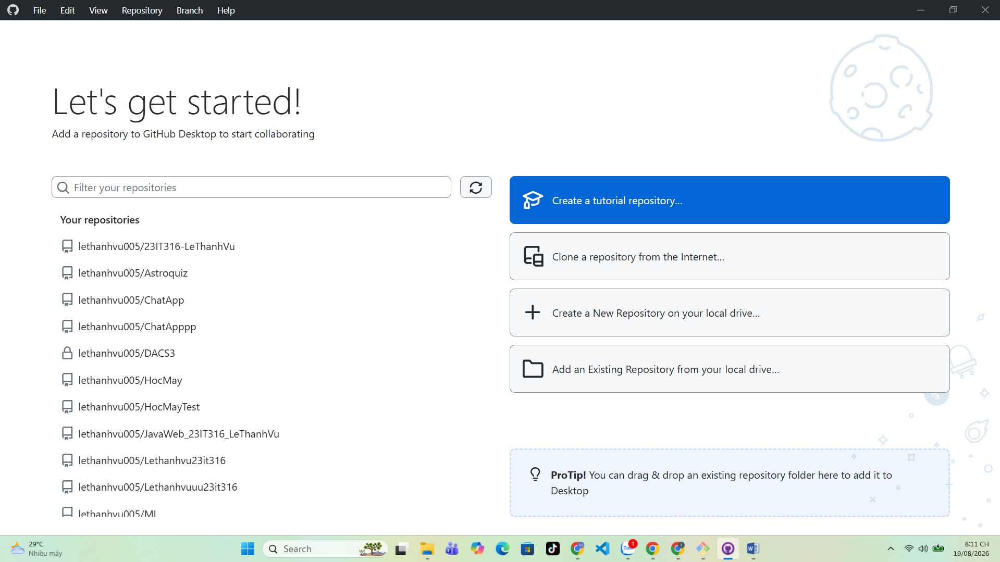 File Edit View Repository Branch Help
Let's get started!
Add a repository to GitHub Desktop to start collaborating
Filter your repositories
Your repositories
lethanhvu005/23IT316-LeThanhVu
lethanhvu005/Astroquiz
lethanhvu005/ChatApp
lethanhvu005/ChatApppp
lethanhvu005/DACS3
lethanhvu005/HocMay
lethanhvu005/HocMayTest
lethanhvu005/JavaWeb_23IT316_LeThanhVu
lethanhvu005/Lethanhvu23it316
lethanhvu005/Lethanhvuuu23it316
lethanhvu005/ML
Create a tutorial repository...
Clone a repository from the Internet...
Create a New Repository on your local drive...
Add an Existing Repository from your local drive...
ProTip! You can drag & drop an existing repository folder here to add it to
Desktop
29°C
Nhiều mây
Search
1
8:11 CH
19/08/2026